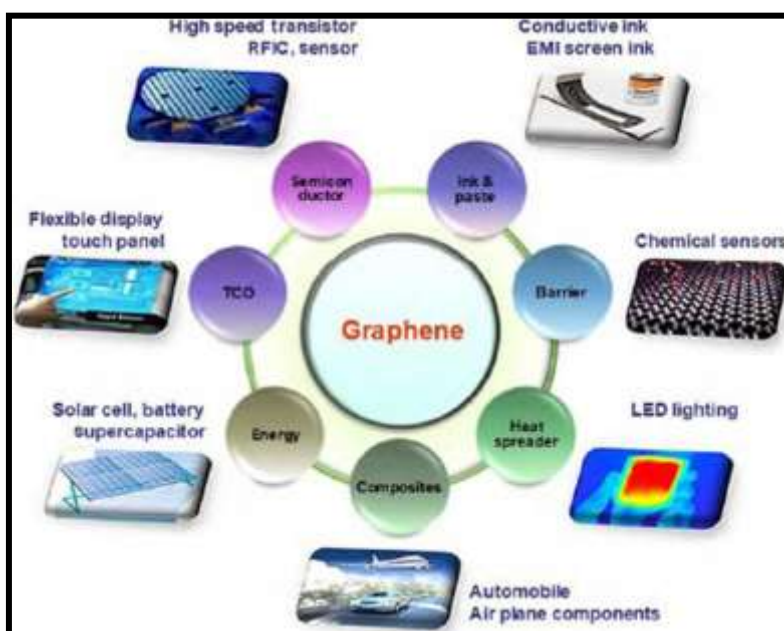 High speed transistor
RFIC, sensor
Conductive ink
EMI screen ink
Semicon
ductor
Ink &
paste
Flexible display
touch panel
Chemical sensors
TCO
Barrier
Graphene
Solar cell, battery
supercapacitor
LED lighting
Energy
Heat
spreader
Composites
Automobile
Air plane components